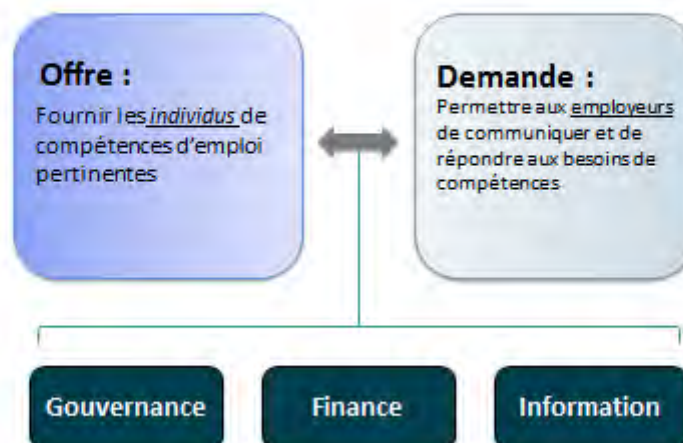 Offre :
Fournir les individus de
compétences d'emploi
pertinentes
Demande :
Permettre aux employeurs
de communiquer et de
répondre aux besoins de
compétences
Gouvernance
Finance
Information